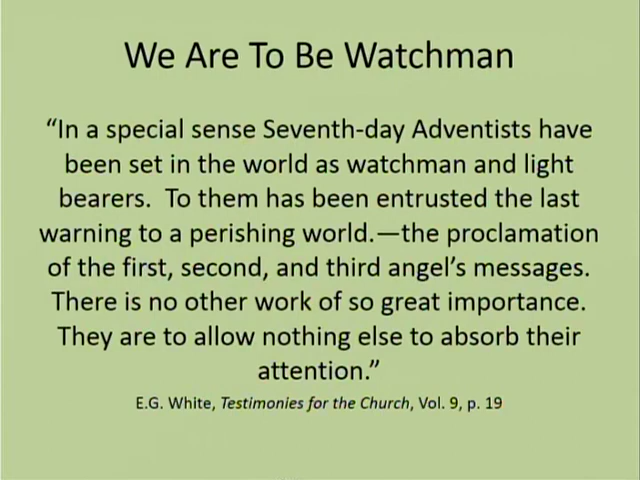 We Are To Be Watchman
“In a special sense Seventh-day Adventists have
been set in the world as watchman and light
bearers.  To them has been entrusted the last
warning to a perishing world.—the proclamation
of the first, second, and third angel’s messages.
There is no other work of so great importance.
They are to allow nothing else to absorb their
attention.”
E.G. White, Testimonies for the Church, Vol. 9, p. 19